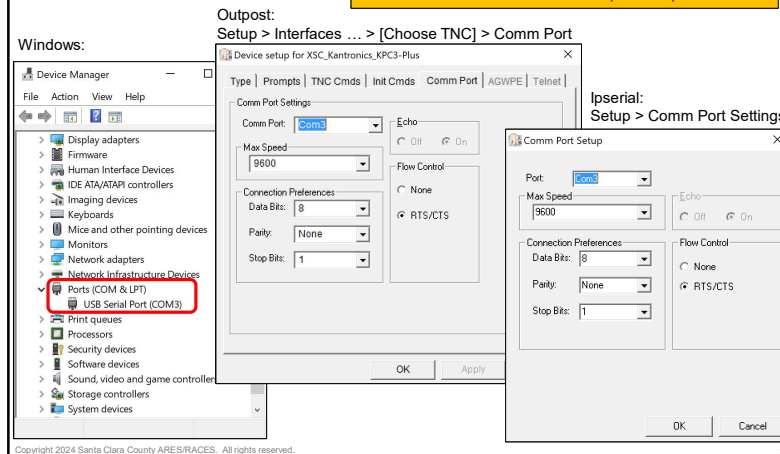 Outpost:
Setup > Interfaces … > [Choose TNC] > Comm Port
Windows:
Device Manager
File Action View Help
Display adapters
Firmware
Human Interface Devices
IDE ATA/ATAPI controllers
Imaging devices
Keyboards
Mice and other pointing devices
Monitors
Network adapters
Network Infrastructure Devices
Ports (COM & LPT)
USB Serial Port (COM3)
Print queues
Processors
Security devices
Software devices
Sound, video and game controllers
Storage controllers
System devices
Device setup for XSC_Kantronics_KPC3-Plus
Type Prompts TNC Cmds Init Cmds Comm Port AGWPE Telnet
Comm Port Settings
Comm Port: Com3
Max Speed
9600
Connection Preferences
Data Bits: 8
Parity: None
Stop Bits: 1
Echo
Off On
Flow Control
None
RTS/CTS
OK Apply
Ipserial:
Setup > Comm Port Settings
Comm Port Setup
Port: Com3
Max Speed
9600
Connection Preferences
Data Bits: 8
Parity: None
Stop Bits: 1
Echo
Off On
Flow Control
None
RTS/CTS
OK Cancel
Copyright 2024 Santa Clara County ARES/RACES. All rights reserved.